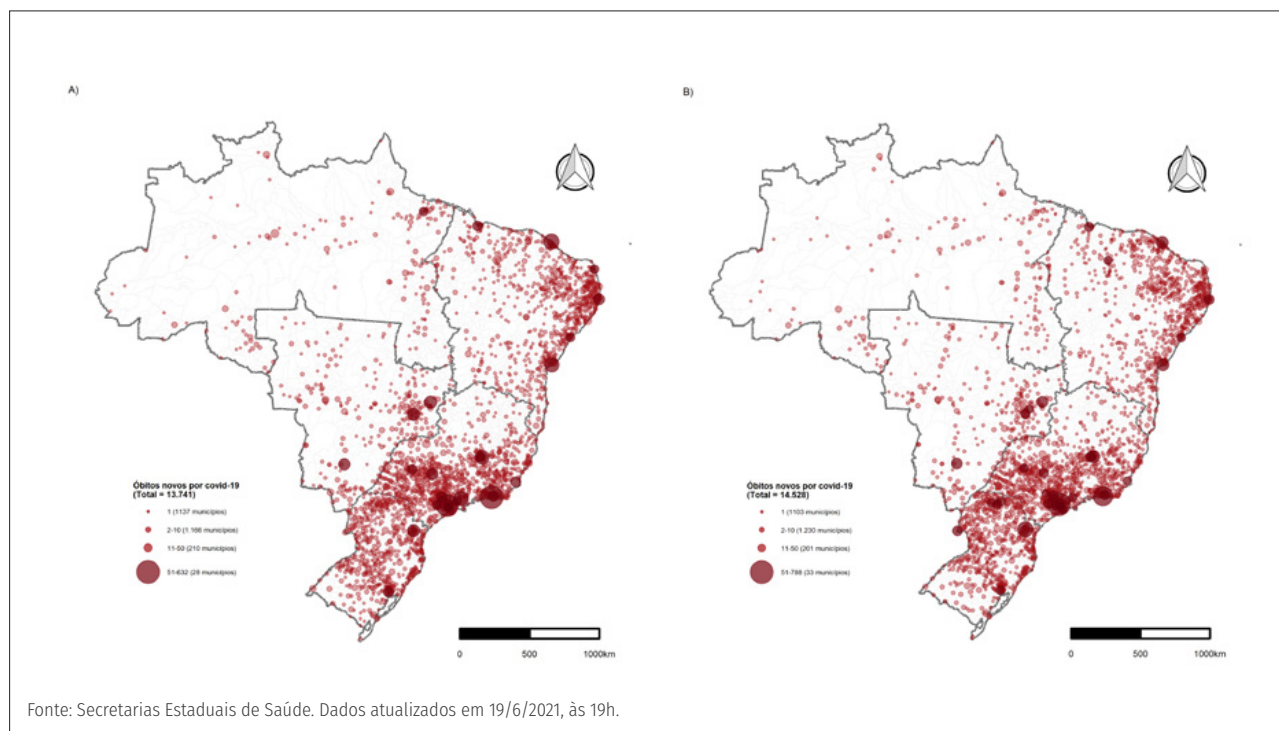 A)
Óbitos novos por covid-19
(Total = 13.741)
1 (1137 municípios)
2-10 (1.166 municípios)
11-50 (210 municípios)
51-632 (28 municípios)
0 500 1000km
B)
Óbitos novos por covid-19
(Total = 14.528)
1 (1103 municípios)
2-10 (1.230 municípios)
11-50 (201 municípios)
51-788 (33 municípios)
0 500 1000km
Fonte: Secretarias Estaduais de Saúde. Dados atualizados em 19/6/2021, às 19h.